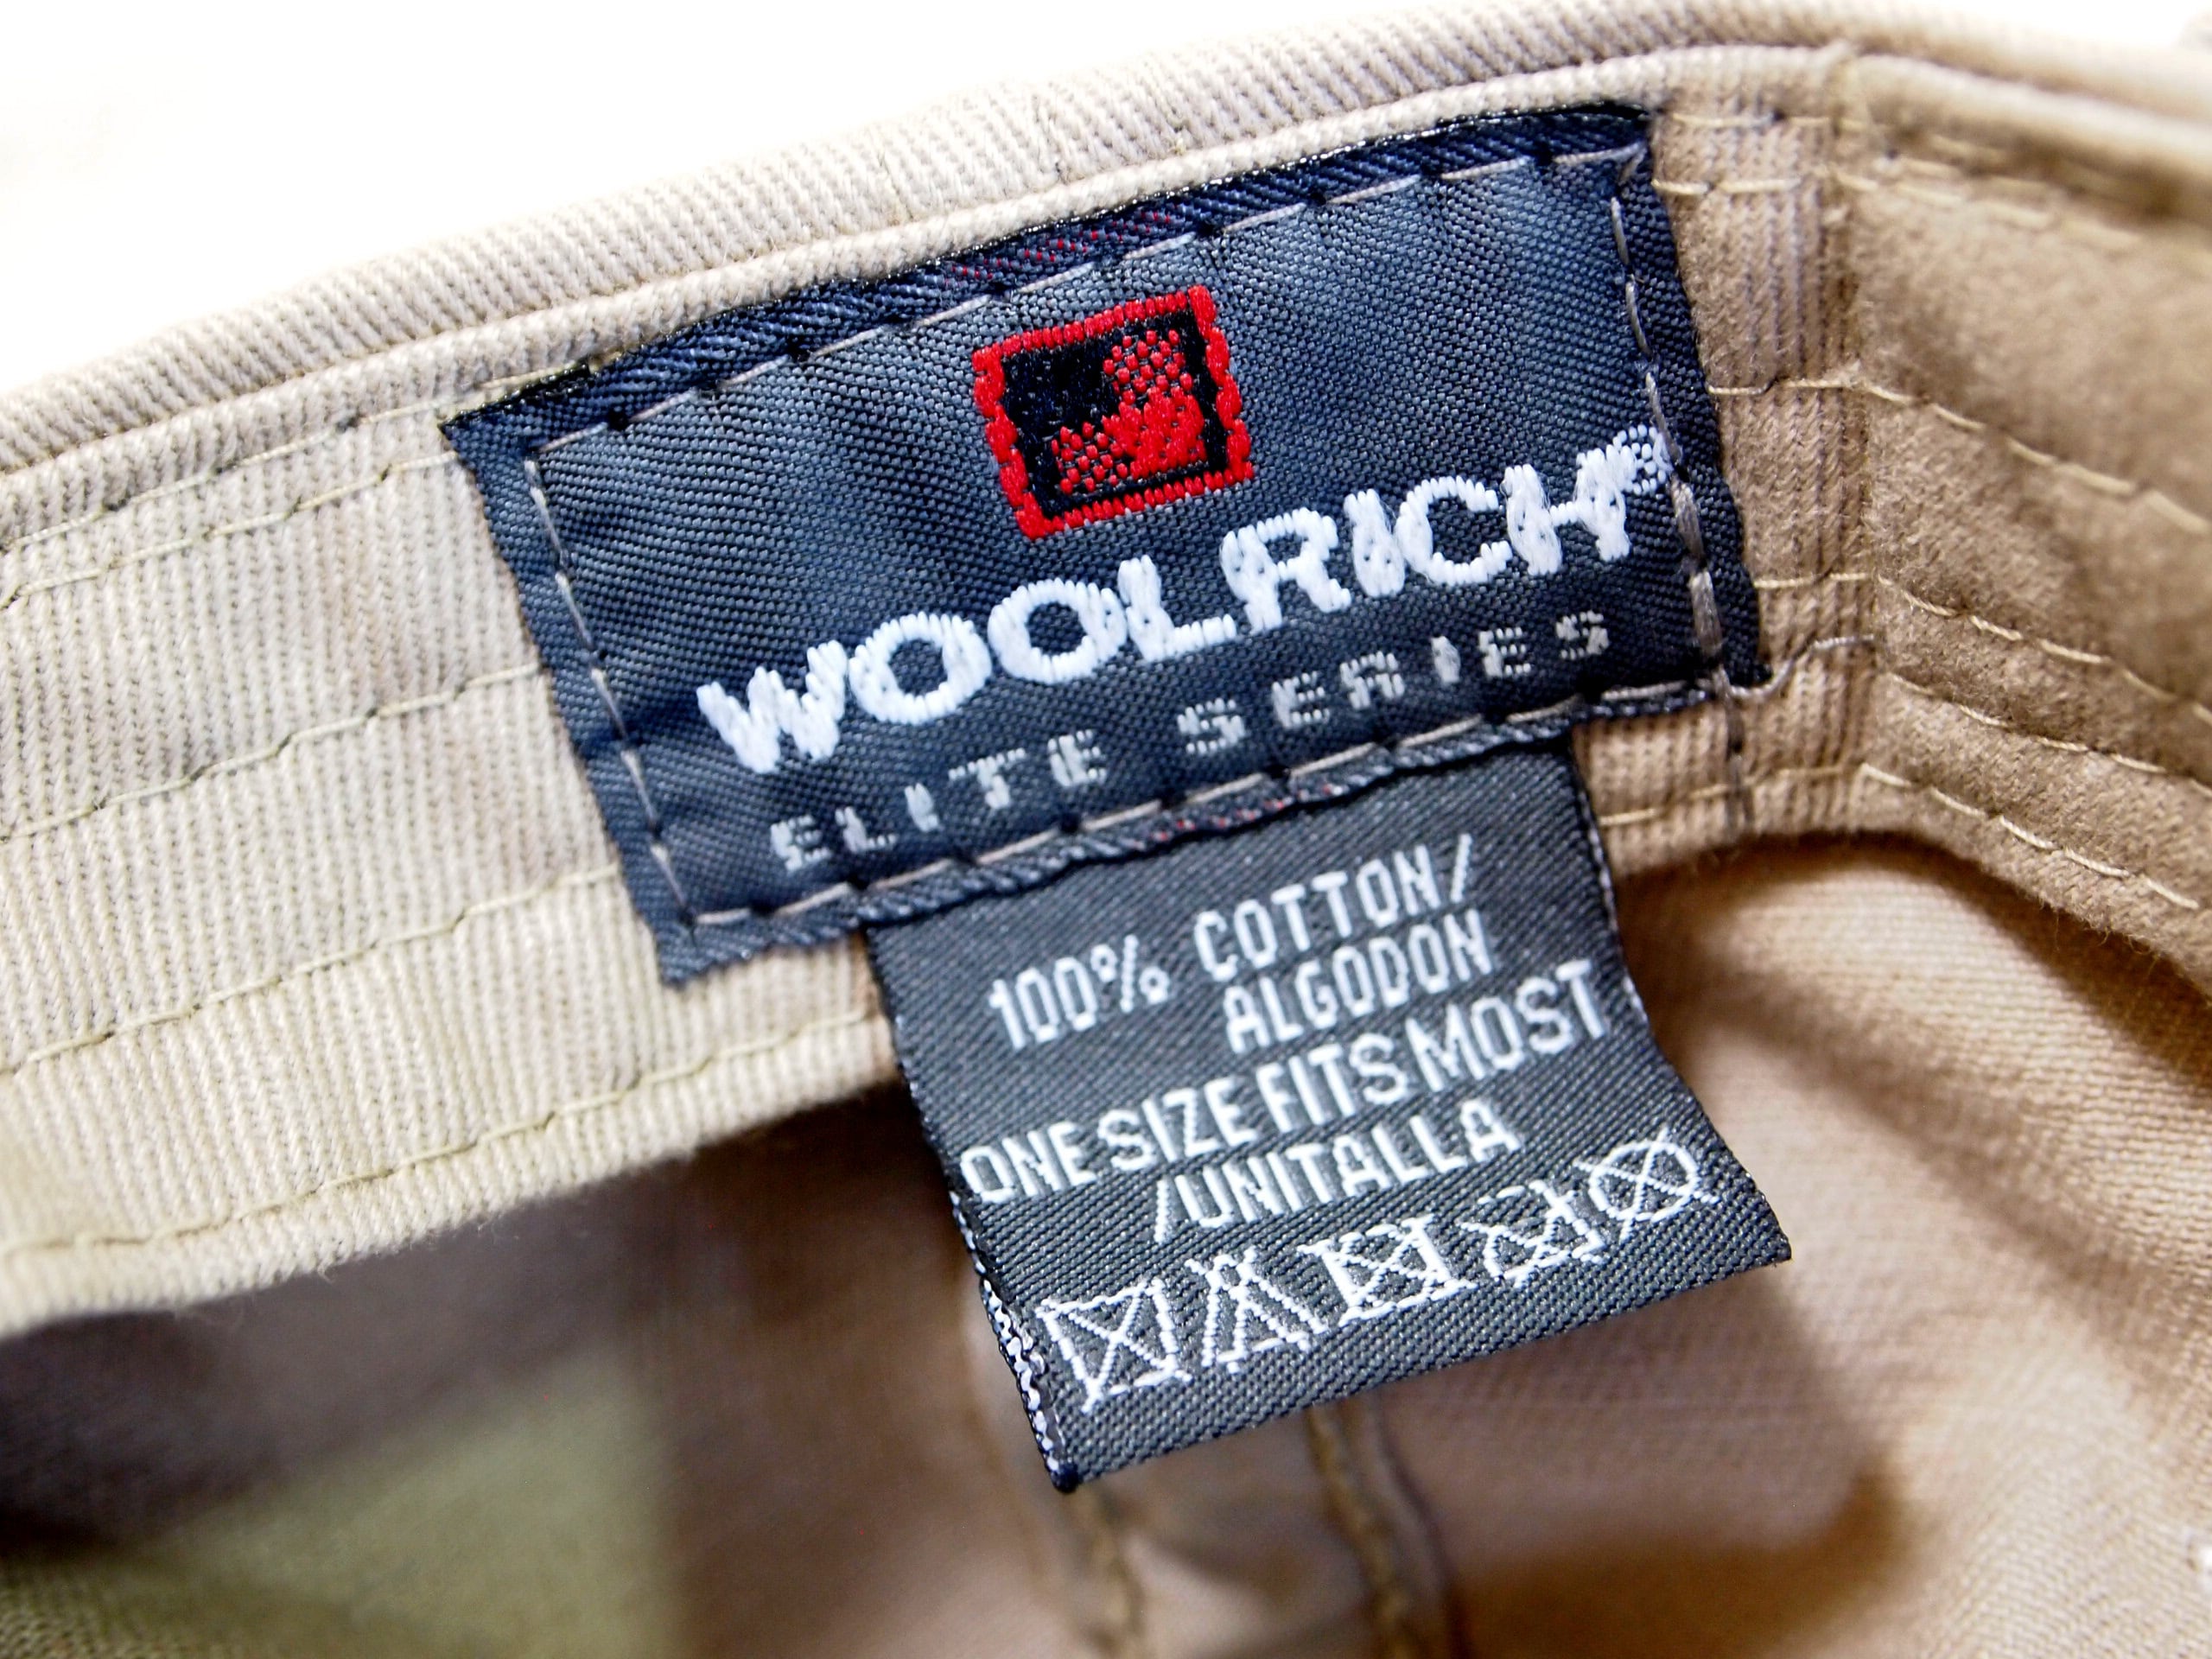 WOOLRICH®
ELITE SERIES
100% COTTON/
ALGODON
ONE SIZE FITS MOST
/UNITALLA